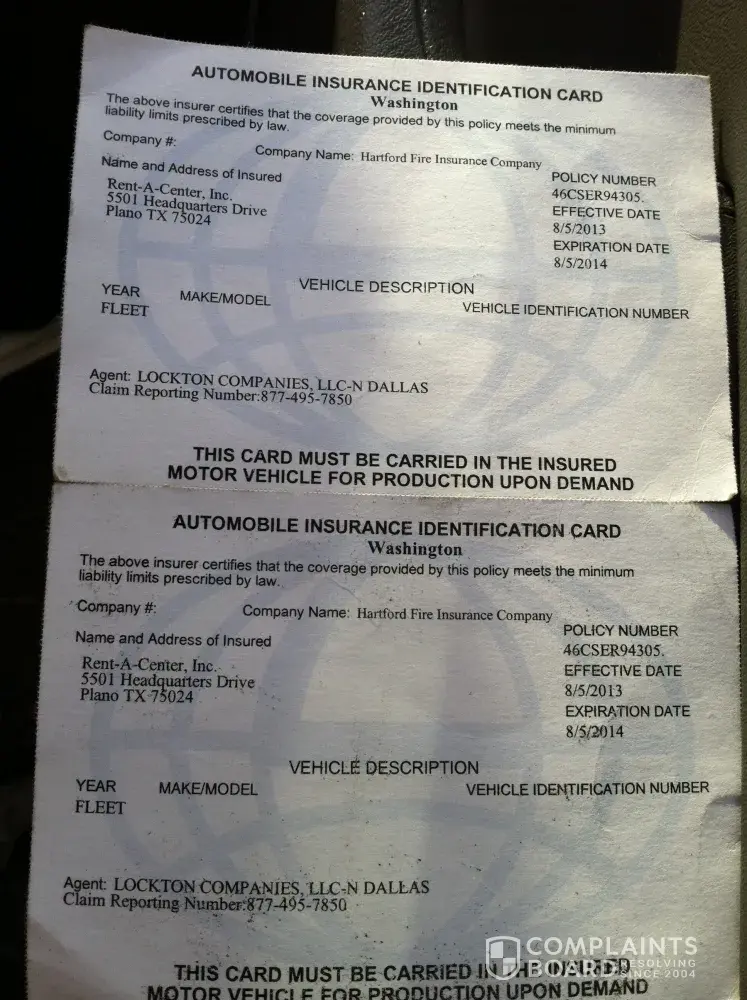 AUTOMOBILE INSURANCE IDENTIFICATION CARD
Washington
The above insurer certifies that the coverage provided by this policy meets the minimum
liability limits prescribed by law.
Company #:
Company Name: Hartford Fire Insurance Company
Name and Address of Insured
Rent-A-Center, Inc.
5501 Headquarters Drive
Plano TX 75024
POLICY NUMBER
46CSER94305.
EFFECTIVE DATE
8/5/2013
EXPIRATION DATE
8/5/2014
VEHICLE DESCRIPTION
YEAR MAKE/MODEL VEHICLE IDENTIFICATION NUMBER
FLEET
Agent: LOCKTON COMPANIES, LLC-N DALLAS
Claim Reporting Number:877-495-7850
THIS CARD MUST BE CARRIED IN THE INSURED
MOTOR VEHICLE FOR PRODUCTION UPON DEMAND
AUTOMOBILE INSURANCE IDENTIFICATION CARD
Washington
The above insurer certifies that the coverage provided by this policy meets the minimum
liability limits prescribed by law.
Company #:
Company Name: Hartford Fire Insurance Company
Name and Address of Insured
Rent-A-Center, Inc.
5501 Headquarters Drive
Plano TX 75024
POLICY NUMBER
46CSER94305.
EFFECTIVE DATE
8/5/2013
EXPIRATION DATE
8/5/2014
VEHICLE DESCRIPTION
YEAR MAKE/MODEL VEHICLE IDENTIFICATION NUMBER
FLEET
Agent: LOCKTON COMPANIES, LLC-N DALLAS
Claim Reporting Number:877-495-7850
THIS CARD MUST BE CARRIED IN THE INSURED
MOTOR VEHICLE FOR PRODUCTION UPON DEMAND
COMPLAINTS
BOARD RESOLVING
SINCE 2004